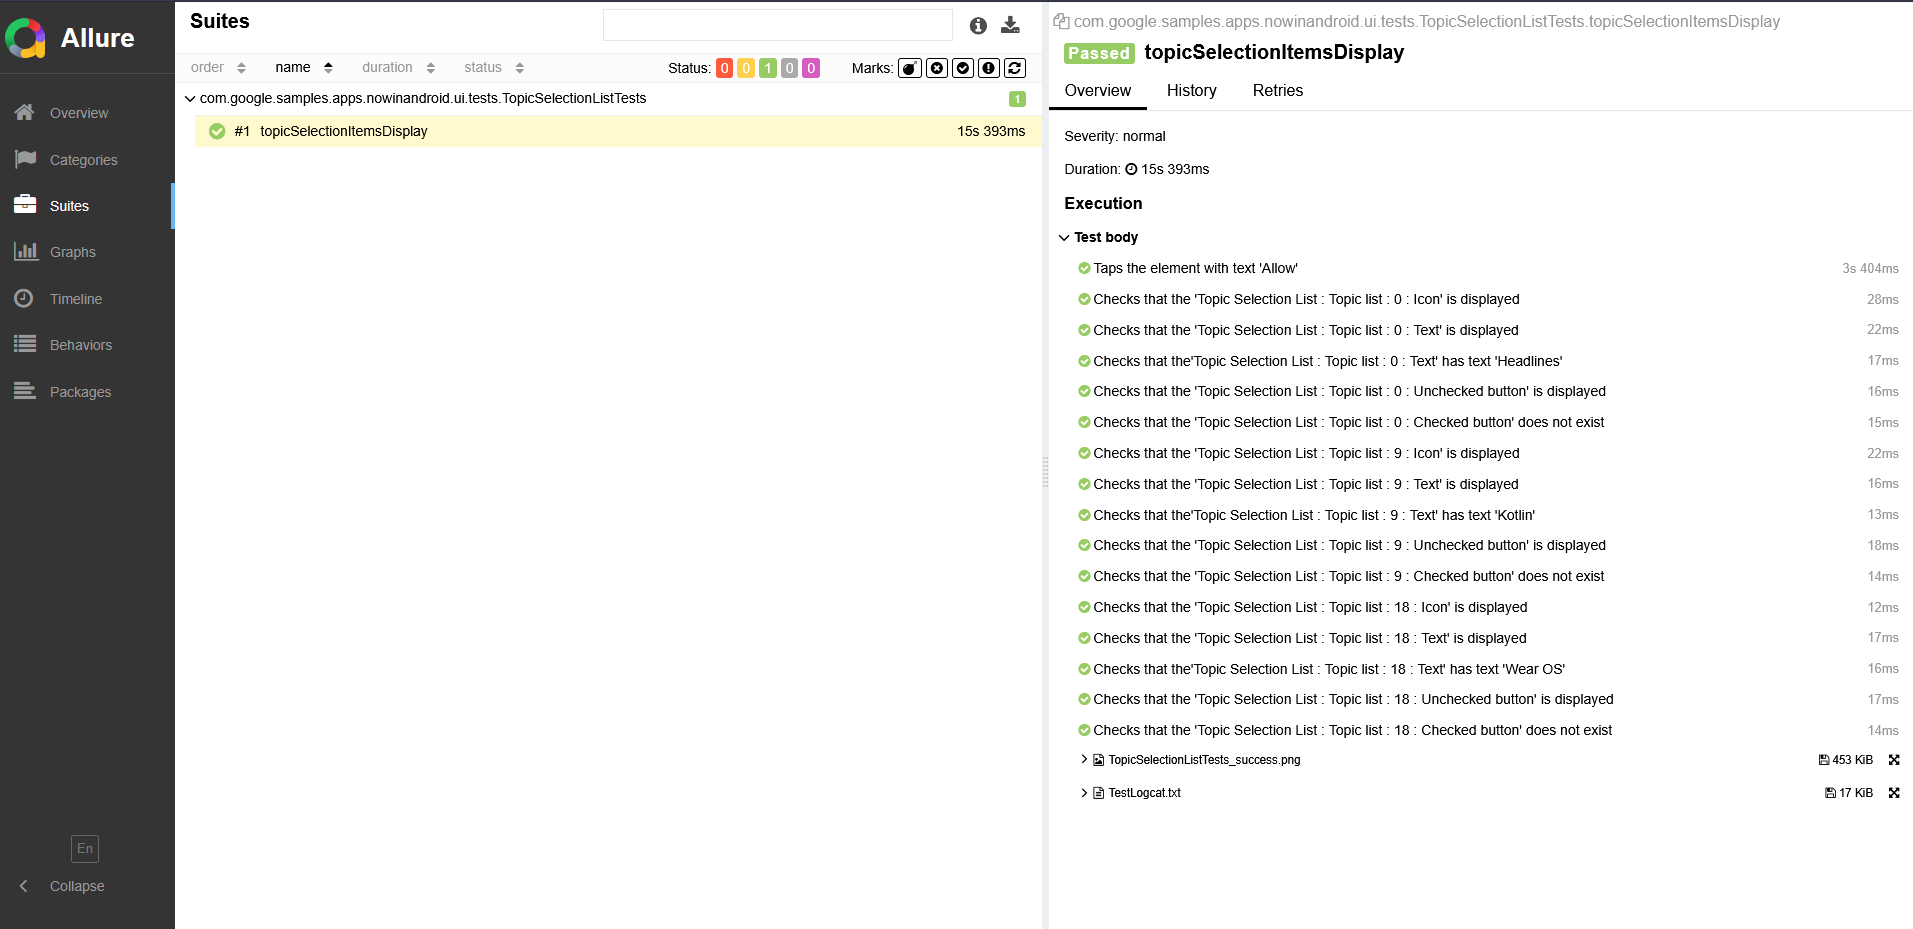 Allure
Overview
Categories
Suites
Graphs
Timeline
Behaviors
Packages
En
Collapse
Suites
order name duration status Status: 0 0 1 0 0 Marks:
com.google.samples.apps.nowinandroid.ui.tests.TopicSelectionListTests 1
#1 topicSelectionItemsDisplay 15s 393ms
com.google.samples.apps.nowinandroid.ui.tests.TopicSelectionListTests.topicSelectionItemsDisplay
Passed topicSelectionItemsDisplay
Overview History Retries
Severity: normal
Duration: 15s 393ms
Execution
Test body
Taps the element with text 'Allow' 3s 404ms
Checks that the 'Topic Selection List : Topic list : 0 : Icon' is displayed 28ms
Checks that the 'Topic Selection List : Topic list : 0 : Text' is displayed 22ms
Checks that the'Topic Selection List : Topic list : 0 : Text' has text 'Headlines' 17ms
Checks that the 'Topic Selection List : Topic list : 0 : Unchecked button' is displayed 16ms
Checks that the 'Topic Selection List : Topic list : 0 : Checked button' does not exist 15ms
Checks that the 'Topic Selection List : Topic list : 9 : Icon' is displayed 22ms
Checks that the 'Topic Selection List : Topic list : 9 : Text' is displayed 16ms
Checks that the'Topic Selection List : Topic list : 9 : Text' has text 'Kotlin' 13ms
Checks that the 'Topic Selection List : Topic list : 9 : Unchecked button' is displayed 18ms
Checks that the 'Topic Selection List : Topic list : 9 : Checked button' does not exist 14ms
Checks that the 'Topic Selection List : Topic list : 18 : Icon' is displayed 12ms
Checks that the 'Topic Selection List : Topic list : 18 : Text' is displayed 17ms
Checks that the'Topic Selection List : Topic list : 18 : Text' has text 'Wear OS' 16ms
Checks that the 'Topic Selection List : Topic list : 18 : Unchecked button' is displayed 17ms
Checks that the 'Topic Selection List : Topic list : 18 : Checked button' does not exist 14ms
TopicSelectionListTests_success.png 453 KiB
TestLogcat.txt 17 KiB